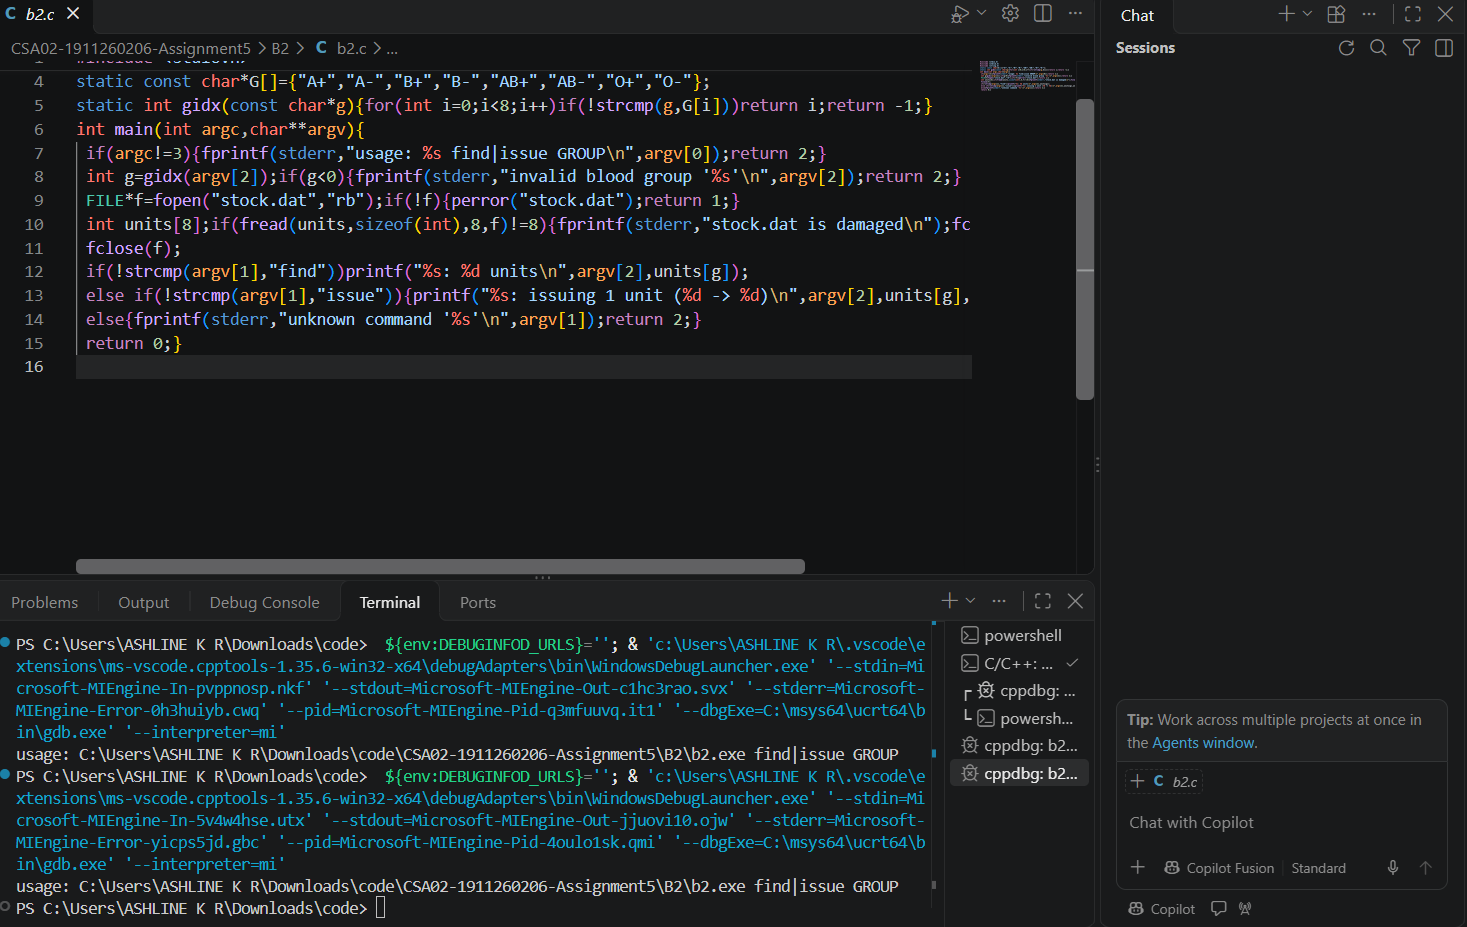 b2.c
CSA02-1911260206-Assignment5 > B2 > C b2.c > ...
4 static const char*G[]={"A+","A-","B+","B-","AB+","AB-","O+","O-"};
5 static int gidx(const char*g){for(int i=0;i<8;i++)if(!strcmp(g,G[i]))return i;return -1;}
6 int main(int argc,char**argv){
7 if(argc!=3){fprintf(stderr,"usage: %s find|issue GROUP\n",argv[0]);return 2;}
8 int g=gidx(argv[2]);if(g<0){fprintf(stderr,"invalid blood group '%s'\n",argv[2]);return 2;}
9 FILE*f=fopen("stock.dat","rb");if(!f){perror("stock.dat");return 1;}
10 int units[8];if(fread(units,sizeof(int),8,f)!=8){fprintf(stderr,"stock.dat is damaged\n");fc
11 fclose(f);
12 if(!strcmp(argv[1],"find"))printf("%s: %d units\n",argv[2],units[g]);
13 else if(!strcmp(argv[1],"issue")){printf("%s: issuing 1 unit (%d -> %d)\n",argv[2],units[g],
14 else{fprintf(stderr,"unknown command '%s'\n",argv[1]);return 2;}
15 return 0;}
16
Problems Output Debug Console Terminal Ports
PS C:\Users\ASHLINE K R\Downloads\code>  ${env:DEBUGINFOD_URLS}=''; & 'c:\Users\ASHLINE K R\.vscode\e
xtensions\ms-vscode.cpptools-1.35.6-win32-x64\debugAdapters\bin\WindowsDebugLauncher.exe' '--stdin=Mi
crosoft-MIEngine-In-pvppnosp.nkf' '--stdout=Microsoft-MIEngine-Out-c1hc3rao.svx' '--stderr=Microsoft-
MIEngine-Error-0h3huiyb.cwq' '--pid=Microsoft-MIEngine-Pid-q3mfuuvq.it1' '--dbgExe=C:\msys64\ucrt64\b
in\gdb.exe' '--interpreter=mi'
usage: C:\Users\ASHLINE K R\Downloads\code\CSA02-1911260206-Assignment5\B2\b2.exe find|issue GROUP
PS C:\Users\ASHLINE K R\Downloads\code>  ${env:DEBUGINFOD_URLS}=''; & 'c:\Users\ASHLINE K R\.vscode\e
xtensions\ms-vscode.cpptools-1.35.6-win32-x64\debugAdapters\bin\WindowsDebugLauncher.exe' '--stdin=Mi
crosoft-MIEngine-In-5v4w4hse.utx' '--stdout=Microsoft-MIEngine-Out-jjuovi10.ojw' '--stderr=Microsoft-
MIEngine-Error-yicps5jd.gbc' '--pid=Microsoft-MIEngine-Pid-4oulo1sk.qmi' '--dbgExe=C:\msys64\ucrt64\b
in\gdb.exe' '--interpreter=mi'
usage: C:\Users\ASHLINE K R\Downloads\code\CSA02-1911260206-Assignment5\B2\b2.exe find|issue GROUP
PS C:\Users\ASHLINE K R\Downloads\code>
powershell
C/C++: ...
cppdbg: ...
powersh...
cppdbg: b2...
cppdbg: b2...
Chat
Sessions
Tip: Work across multiple projects at once in
the Agents window.
C b2.c
Chat with Copilot
Copilot Fusion Standard
Copilot